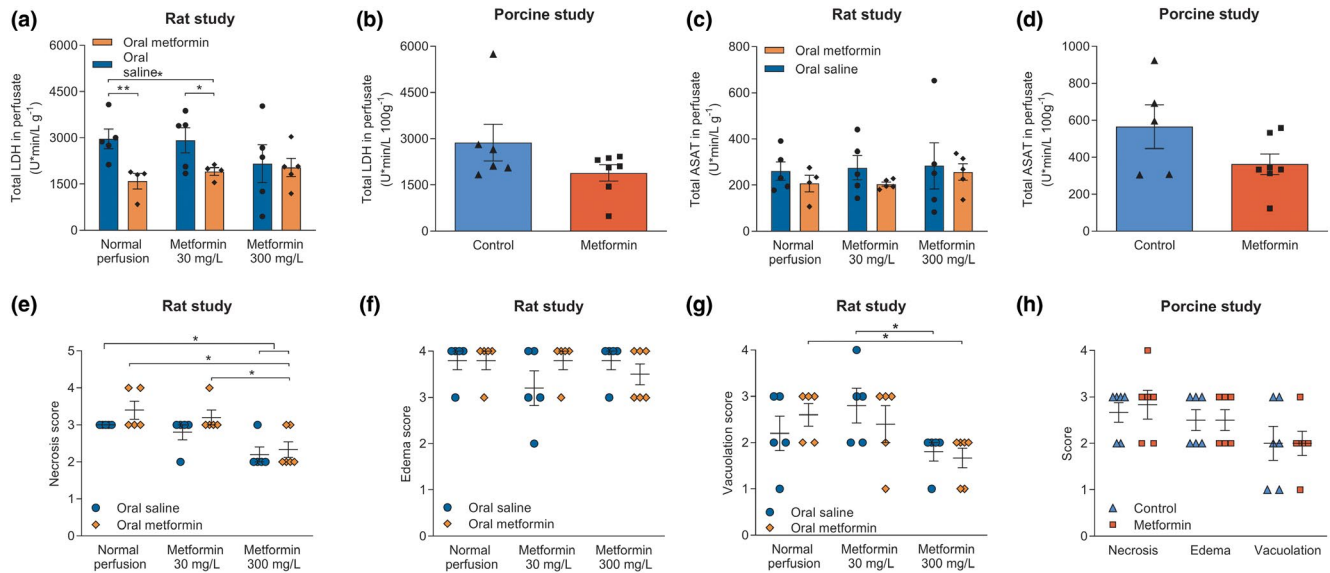 (a)
Rat study
Total LDH in perfusate
(U*min/L g⁻¹)
6000
4500
3000
1500
0
Oral metformin
Oral
saline
*
**
*
Normal
perfusion
Metformin
30 mg/L
Metformin
300 mg/L
(b)
Porcine study
Total LDH in perfusate
(U*min/L 100g⁻¹)
6000
4500
3000
1500
0
Control
Metformin
(c)
Rat study
Total ASAT in perfusate
(U*min/L g⁻¹)
800
600
400
200
0
Oral metformin
Oral saline
Normal
perfusion
Metformin
30 mg/L
Metformin
300 mg/L
(d)
Porcine study
Total ASAT in perfusate
(U*min/L 100g⁻¹)
1000
800
600
400
200
0
Control
Metformin
(e)
Rat study
Necrosis score
5
4
3
2
1
*
*
*
Oral saline
Oral metformin
Normal
perfusion
Metformin
30 mg/L
Metformin
300 mg/L
(f)
Rat study
Edema score
4
3
2
1
0
Oral saline
Oral metformin
Normal
perfusion
Metformin
30 mg/L
Metformin
300 mg/L
(g)
Rat study
Vacuolation score
4
3
2
1
0
*
*
Oral saline
Oral metformin
Normal
perfusion
Metformin
30 mg/L
Metformin
300 mg/L
(h)
Porcine study
Score
4
3
2
1
0
Control
Metformin
Necrosis
Edema
Vacuolation